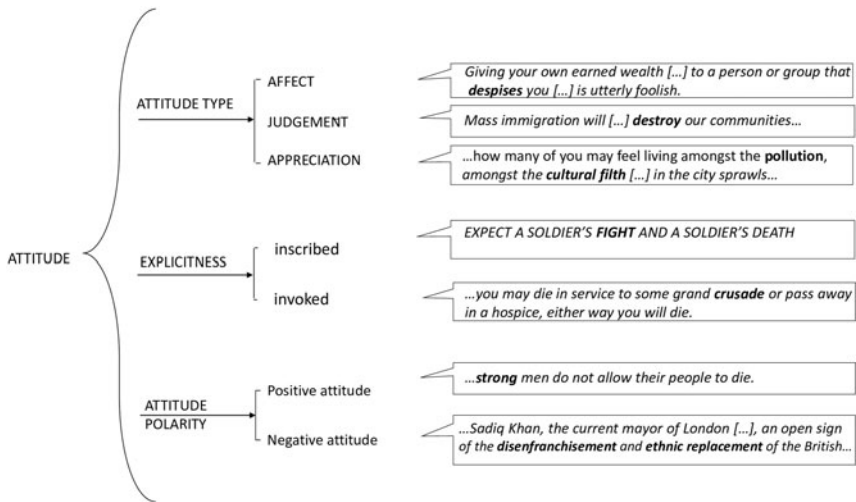 AFFECT
Giving your own earned wealth […] to a person or group that
despises you […] is utterly foolish.
ATTITUDE TYPE
JUDGEMENT
Mass immigration will […] destroy our communities…
APPRECIATION
…how many of you may feel living amongst the pollution,
amongst the cultural filth […] in the city sprawls…
ATTITUDE
EXPLICITNESS
inscribed
EXPECT A SOLDIER'S FIGHT AND A SOLDIER'S DEATH
invoked
…you may die in service to some grand crusade or pass away
in a hospice, either way you will die.
ATTITUDE
POLARITY
Positive attitude
…strong men do not allow their people to die.
Negative attitude
…Sadiq Khan, the current mayor of London […], an open sign
of the disenfranchisement and ethnic replacement of the British…